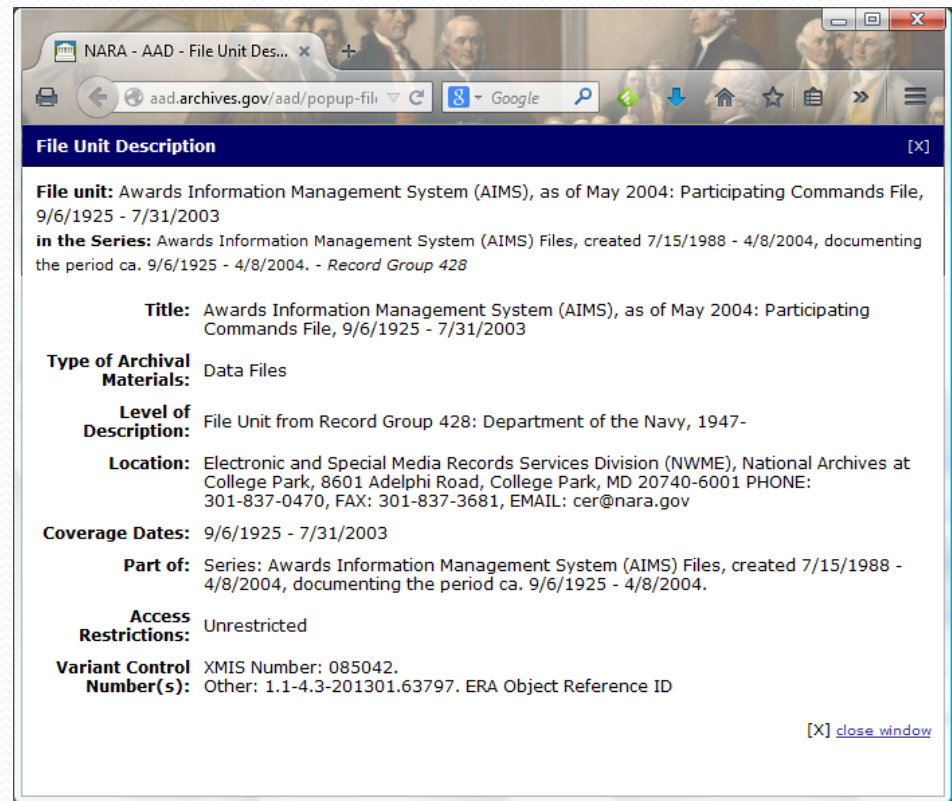 NARA - AAD - File Unit Des...
aad.archives.gov/aad/popup-fil
Google
File Unit Description [X]
File unit: Awards Information Management System (AIMS), as of May 2004: Participating Commands File,
9/6/1925 - 7/31/2003
in the Series: Awards Information Management System (AIMS) Files, created 7/15/1988 - 4/8/2004, documenting
the period ca. 9/6/1925 - 4/8/2004. - Record Group 428
Title: Awards Information Management System (AIMS), as of May 2004: Participating
Commands File, 9/6/1925 - 7/31/2003
Type of Archival
Materials: Data Files
Level of
Description: File Unit from Record Group 428: Department of the Navy, 1947-
Location: Electronic and Special Media Records Services Division (NWME), National Archives at
College Park, 8601 Adelphi Road, College Park, MD 20740-6001 PHONE:
301-837-0470, FAX: 301-837-3681, EMAIL: cer@nara.gov
Coverage Dates: 9/6/1925 - 7/31/2003
Part of: Series: Awards Information Management System (AIMS) Files, created 7/15/1988 -
4/8/2004, documenting the period ca. 9/6/1925 - 4/8/2004.
Access
Restrictions: Unrestricted
Variant Control XMIS Number: 085042.
Number(s): Other: 1.1-4.3-201301.63797. ERA Object Reference ID
[X] close window